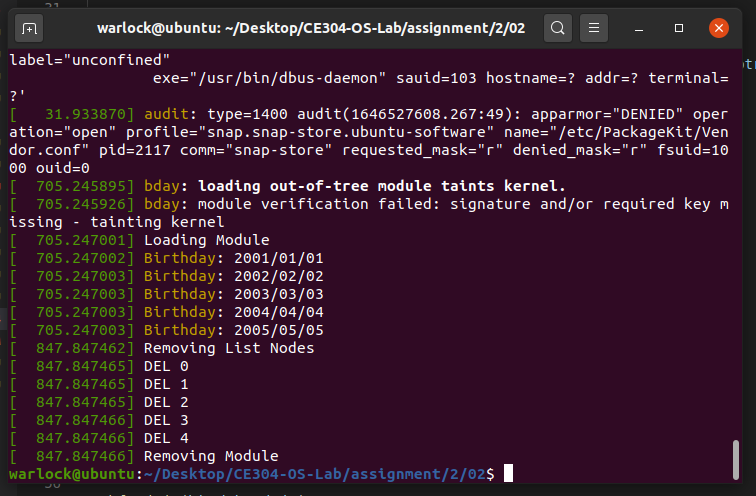 31
warlock@ubuntu: ~/Desktop/CE304-OS-Lab/assignment/2/02
label="unconfined"
                exe="/usr/bin/dbus-daemon" sauid=103 hostname=? addr=? terminal=
?'
[   31.933870] audit: type=1400 audit(1646527608.267:49): apparmor="DENIED" oper
ation="open" profile="snap.snap-store.ubuntu-software" name="/etc/PackageKit/Ven
dor.conf" pid=2117 comm="snap-store" requested_mask="r" denied_mask="r" fsuid=10
00 ouid=0
[  705.245895] bday: loading out-of-tree module taints kernel.
[  705.245926] bday: module verification failed: signature and/or required key m
issing - tainting kernel
[  705.247001] Loading Module
[  705.247002] Birthday: 2001/01/01
[  705.247003] Birthday: 2002/02/02
[  705.247003] Birthday: 2003/03/03
[  705.247003] Birthday: 2004/04/04
[  705.247003] Birthday: 2005/05/05
[  847.847462] Removing List Nodes
[  847.847465] DEL 0
[  847.847465] DEL 1
[  847.847465] DEL 2
[  847.847466] DEL 3
[  847.847466] DEL 4
[  847.847466] Removing Module
warlock@ubuntu:~/Desktop/CE304-OS-Lab/assignment/2/02$